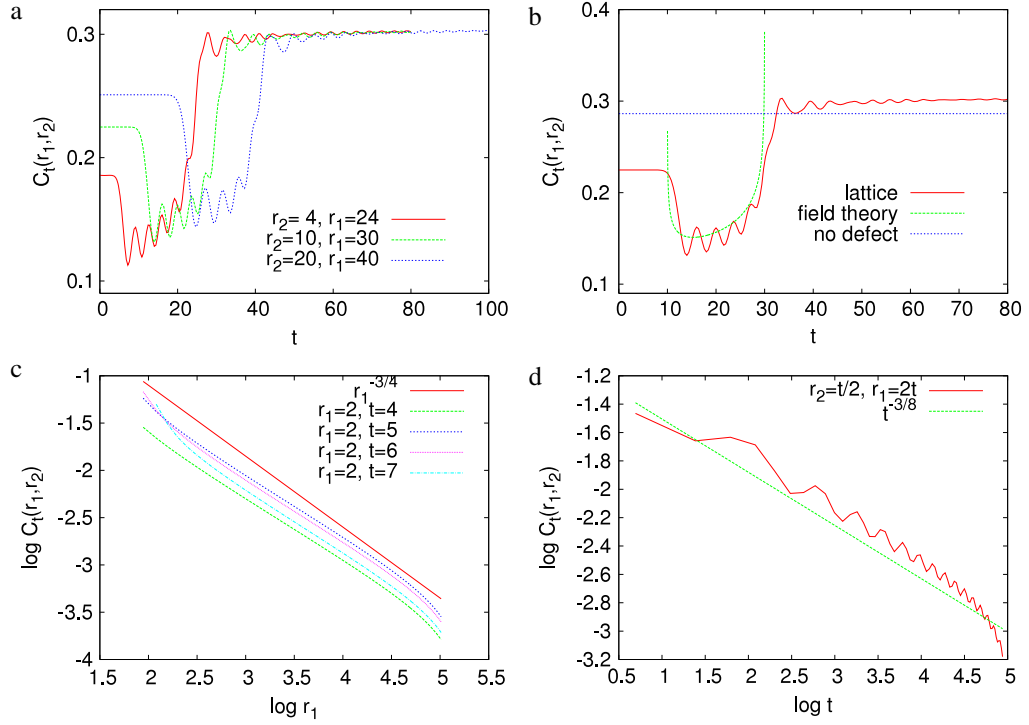 a
C_t(r_1,r_2)
0.3
0.2
0.1
0
20
40
60
80
100
t
r_2= 4, r_1=24
r_2=10, r_1=30
r_2=20, r_1=40
b
C_t(r_1,r_2)
0.4
0.3
0.2
0.1
0
10
20
30
40
50
60
70
80
t
lattice
field theory
no defect
c
log C_t(r_1,r_2)
-1
-1.5
-2
-2.5
-3
-3.5
-4
1.5
2
2.5
3
3.5
4
4.5
5
5.5
log r_1
r_1^{-3/4}
r_1=2, t=4
r_1=2, t=5
r_1=2, t=6
r_1=2, t=7
d
log C_t(r_1,r_2)
-1.2
-1.4
-1.6
-1.8
-2
-2.2
-2.4
-2.6
-2.8
-3
-3.2
0.5
1
1.5
2
2.5
3
3.5
4
4.5
5
log t
r_2=t/2, r_1=2t
t^{-3/8}